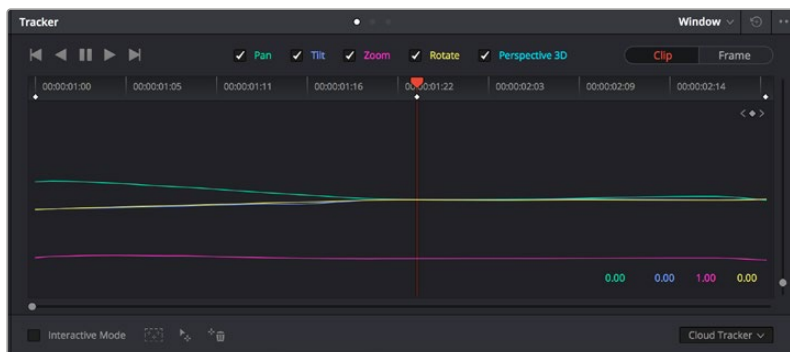 Tracker Window
Pan Tilt Zoom Rotate Perspective 3D Clip Frame
00:00:01:00 00:00:01:05 00:00:01:11 00:00:01:16 00:00:01:22 00:00:02:03 00:00:02:09 00:00:02:14
0.00 0.00 1.00 0.00
Interactive Mode Cloud Tracker